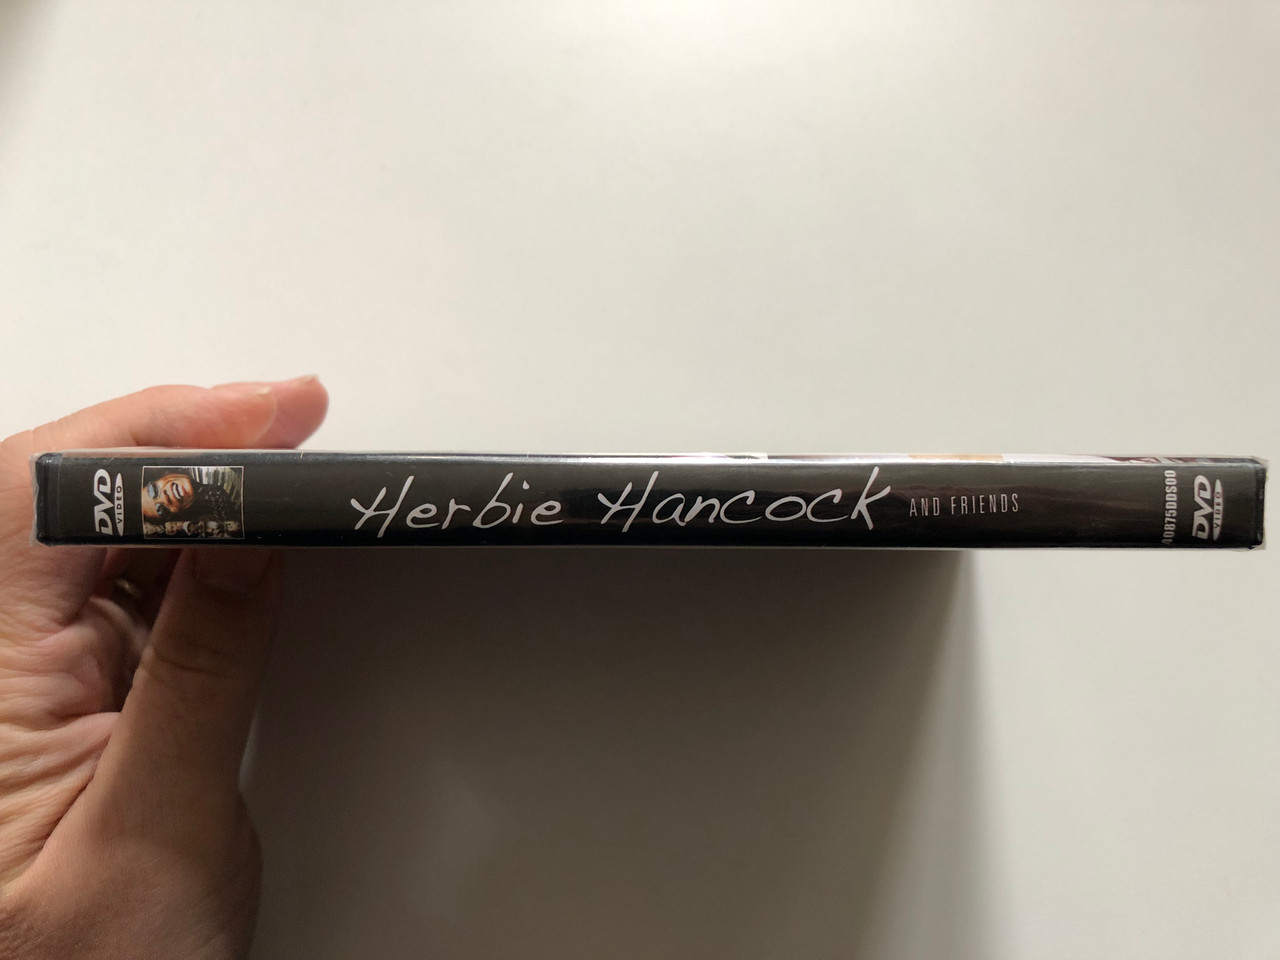 DVD
VIDEO
Herbie Hancock AND FRIENDS
40875DDS00
DVD
VIDEO